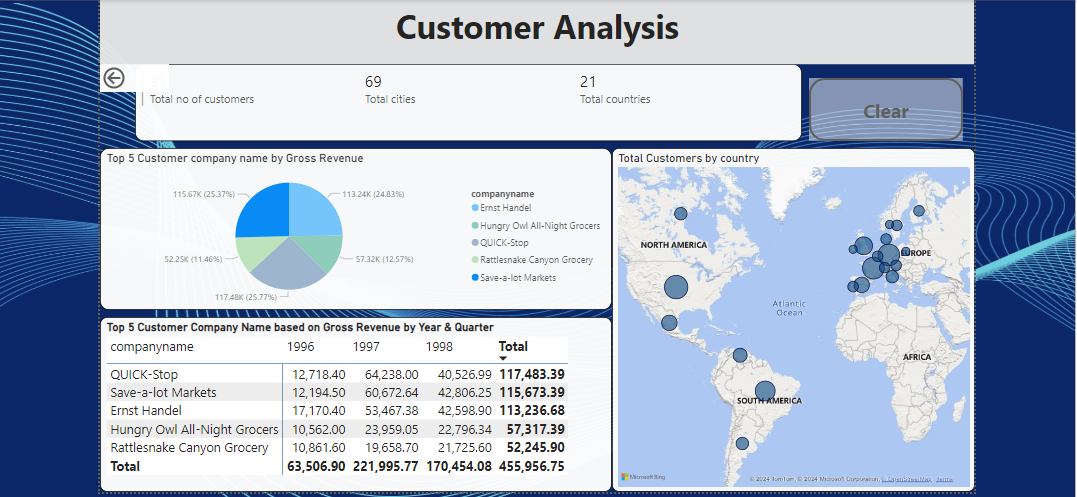 Customer Analysis
69
21
Total no of customers
Total cities
Total countries
Clear
Top 5 Customer company name by Gross Revenue
115.67K (25.37%)
113.24K (24.83%)
52.25K (11.46%)
57.32K (12.57%)
117.48K (25.77%)
companyname
Ernst Handel
Hungry Owl All-Night Grocers
QUICK-Stop
Rattlesnake Canyon Grocery
Save-a-lot Markets
Total Customers by country
NORTH AMERICA
EUROPE
Atlantic
Ocean
AFRICA
SOUTH AMERICA
Microsoft Bing
© 2024 TomTom, © 2024 Microsoft Corporation, © OpenStreetMap Terms
Top 5 Customer Company Name based on Gross Revenue by Year & Quarter
companyname 1996 1997 1998 Total
QUICK-Stop 12,718.40 64,238.00 40,526.99 117,483.39
Save-a-lot Markets 12,194.50 60,672.64 42,806.25 115,673.39
Ernst Handel 17,170.40 53,467.38 42,598.90 113,236.68
Hungry Owl All-Night Grocers 10,562.00 23,959.05 22,796.34 57,317.39
Rattlesnake Canyon Grocery 10,861.60 19,658.70 21,725.60 52,245.90
Total 63,506.90 221,995.77 170,454.08 455,956.75